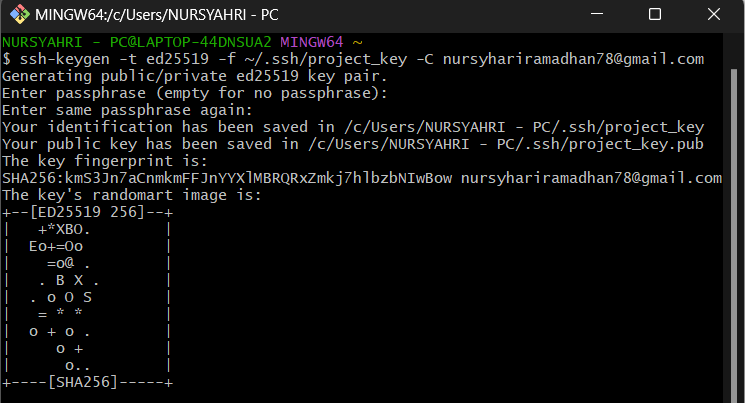 MINGW64:/c/Users/NURSYAHRI - PC
NURSYAHRI - PC@LAPTOP-44DNSUA2 MINGW64 ~
$ ssh-keygen -t ed25519 -f ~/.ssh/project_key -C nursyhariramadhan78@gmail.com
Generating public/private ed25519 key pair.
Enter passphrase (empty for no passphrase):
Enter same passphrase again:
Your identification has been saved in /c/Users/NURSYAHRI - PC/.ssh/project_key
Your public key has been saved in /c/Users/NURSYAHRI - PC/.ssh/project_key.pub
The key fingerprint is:
SHA256:kmS3Jn7aCnmkmFFJnYYXlMBRQRxZmkj7hlbzbNIwBow nursyhariramadhan78@gmail.com
The key's randomart image is:
+--[ED25519 256]--+
|   +*XBO.        |
|  Eo+=Oo         |
|    =o@ .        |
|   . B X .       |
|  . o O S        |
|   = * *         |
|  o + o .        |
|     o +         |
|      o..        |
+----[SHA256]-----+